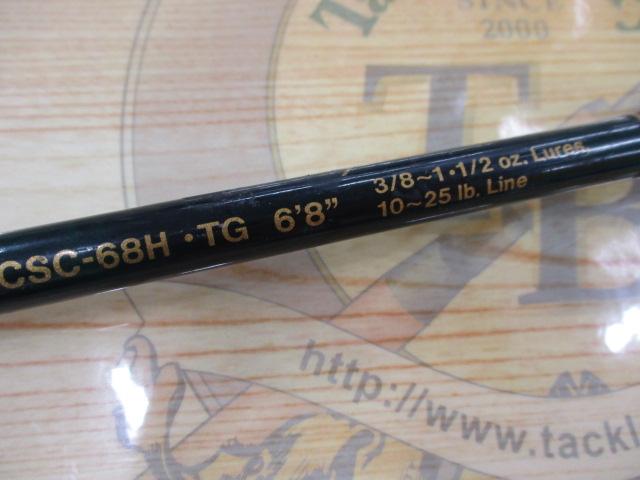 SINCE
2000
TB
CSC-68H・TG 6'8" 3/8~1・1/2 oz. Lures,
10~25 lb. Line
http://www.tackl